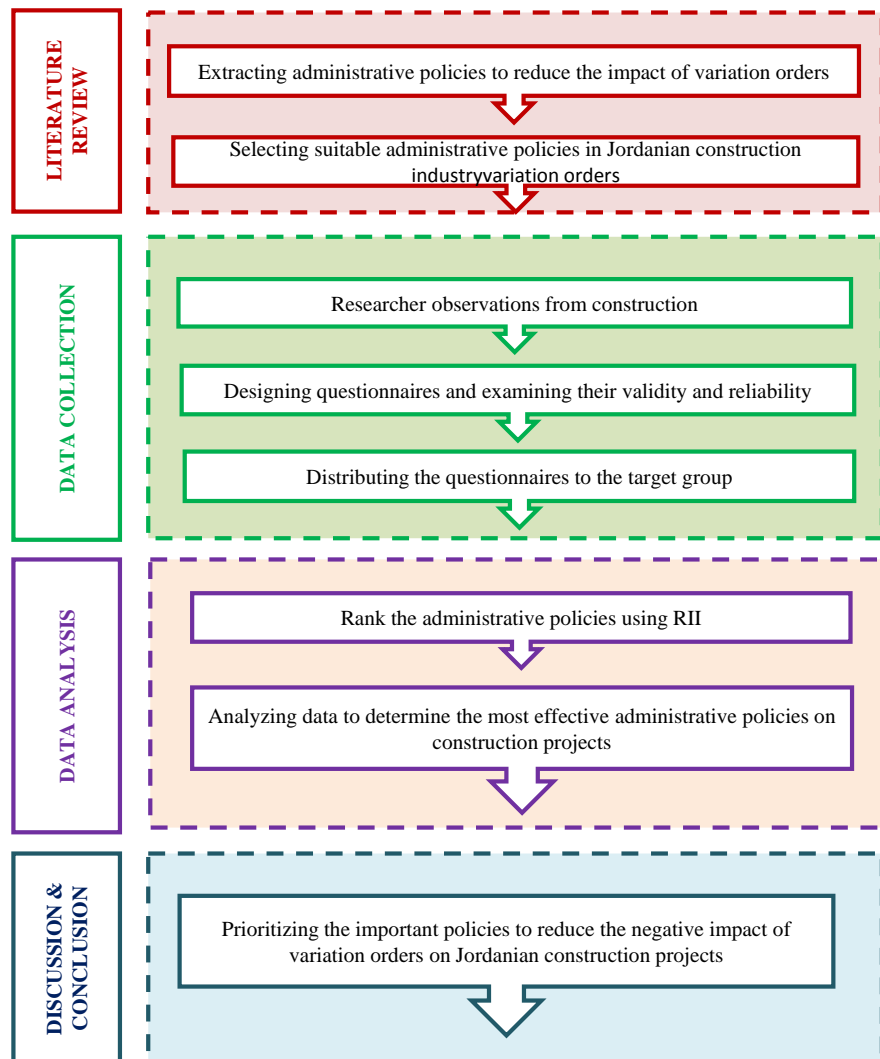 LITERATURE
REVIEW
Extracting administrative policies to reduce the impact of variation orders
Selecting suitable administrative policies in Jordanian construction
industryvariation orders
DATA COLLECTION
Researcher observations from construction
Designing questionnaires and examining their validity and reliability
Distributing the questionnaires to the target group
DATA ANALYSIS
Rank the administrative policies using RII
Analyzing data to determine the most effective administrative policies on
construction projects
DISCUSSION &
CONCLUSION
Prioritizing the important policies to reduce the negative impact of
variation orders on Jordanian construction projects